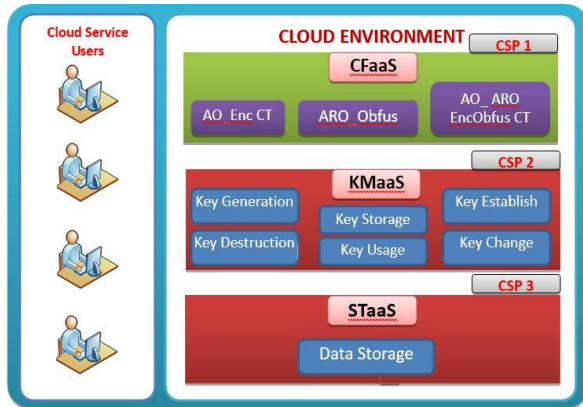 Cloud Service
Users
CLOUD ENVIRONMENT
CSP 1
CFaaS
AO_Enc CT
ARO_Obfus
AO_ ARO
EncObfus CT
CSP 2
KMaaS
Key Generation
Key Storage
Key Establish
Key Destruction
Key Usage
Key Change
CSP 3
STaaS
Data Storage